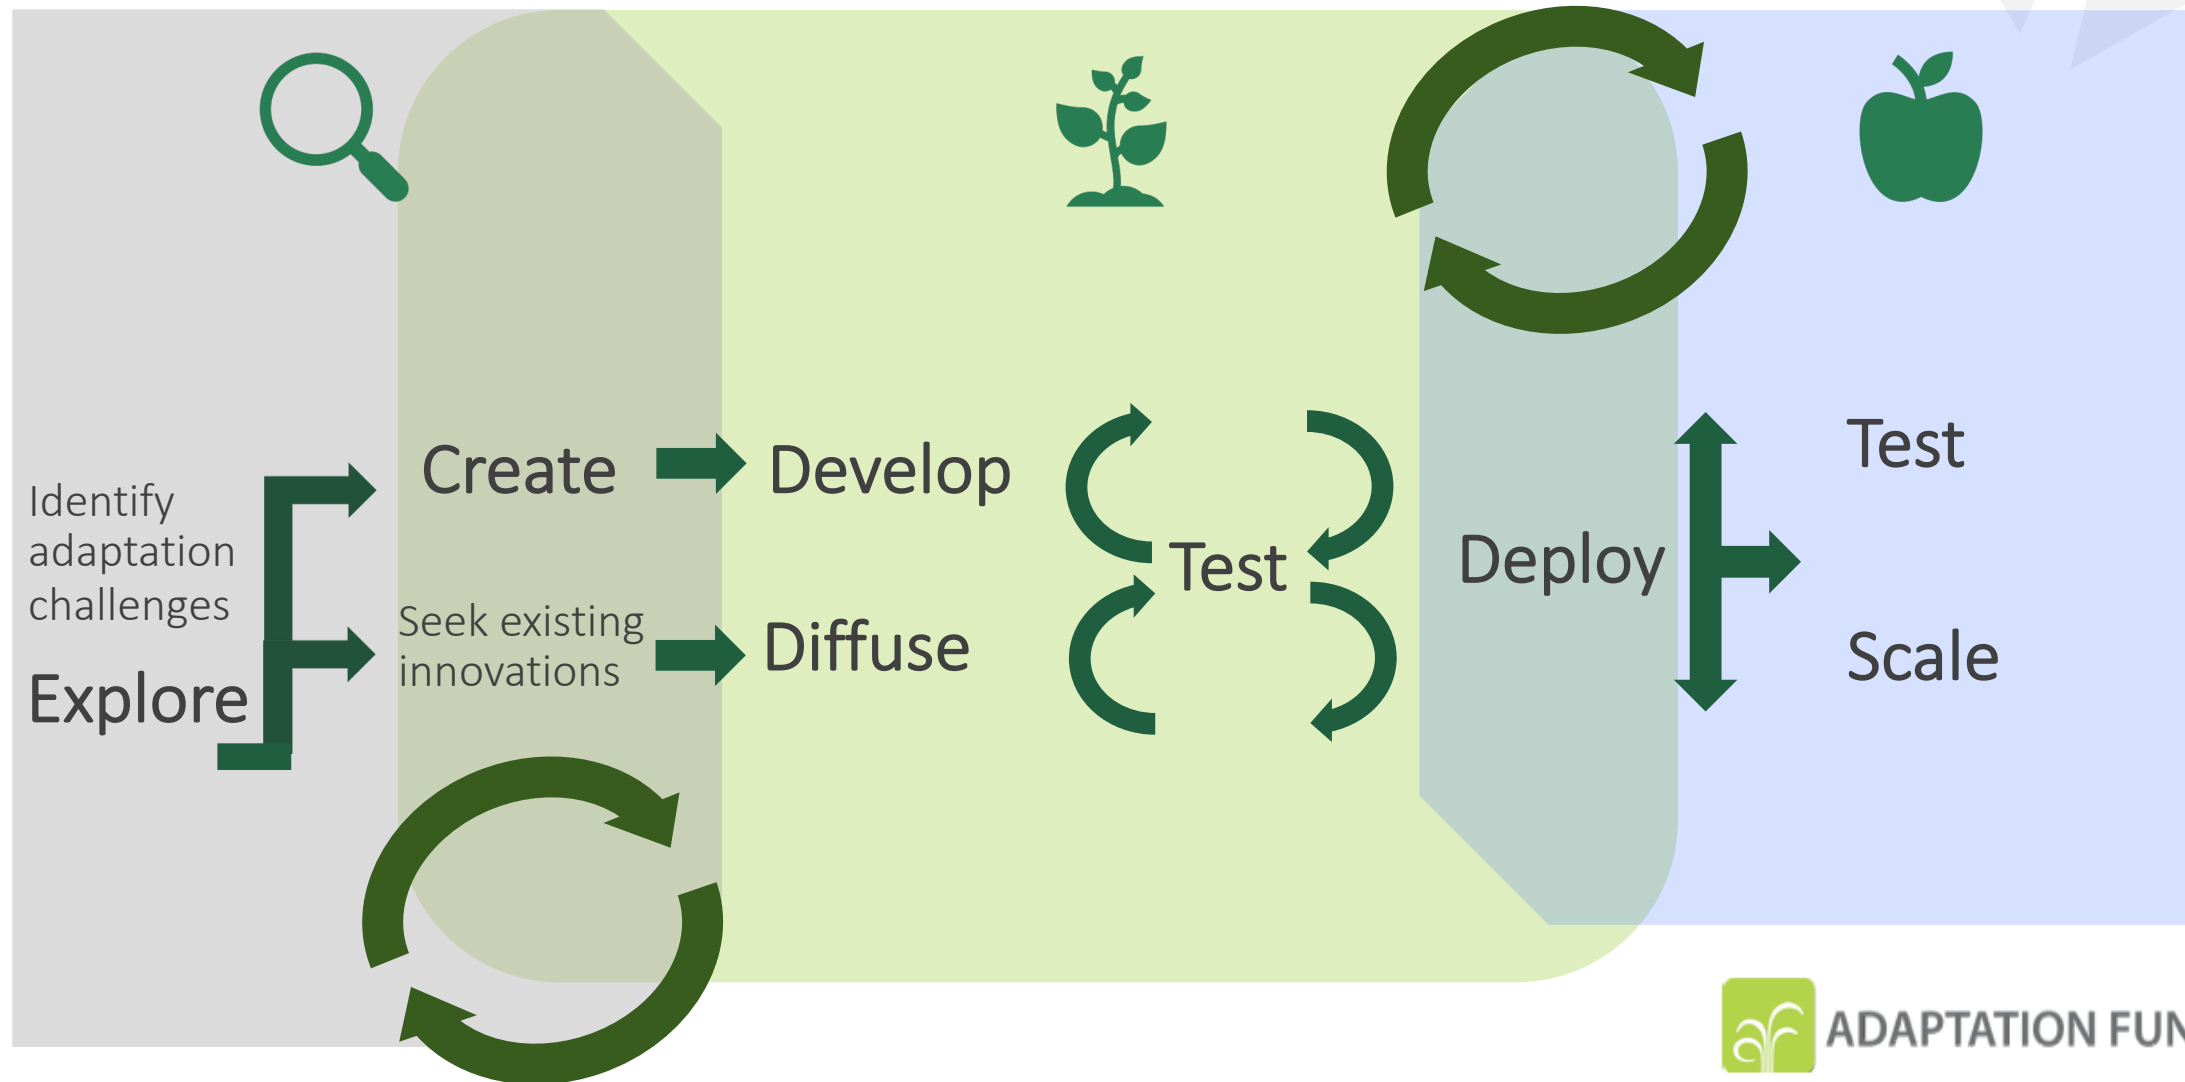 Identify
adaptation
challenges
Explore
Create
Seek existing
innovations
Develop
Diffuse
Test
Deploy
Test
Scale
ADAPTATION FUN